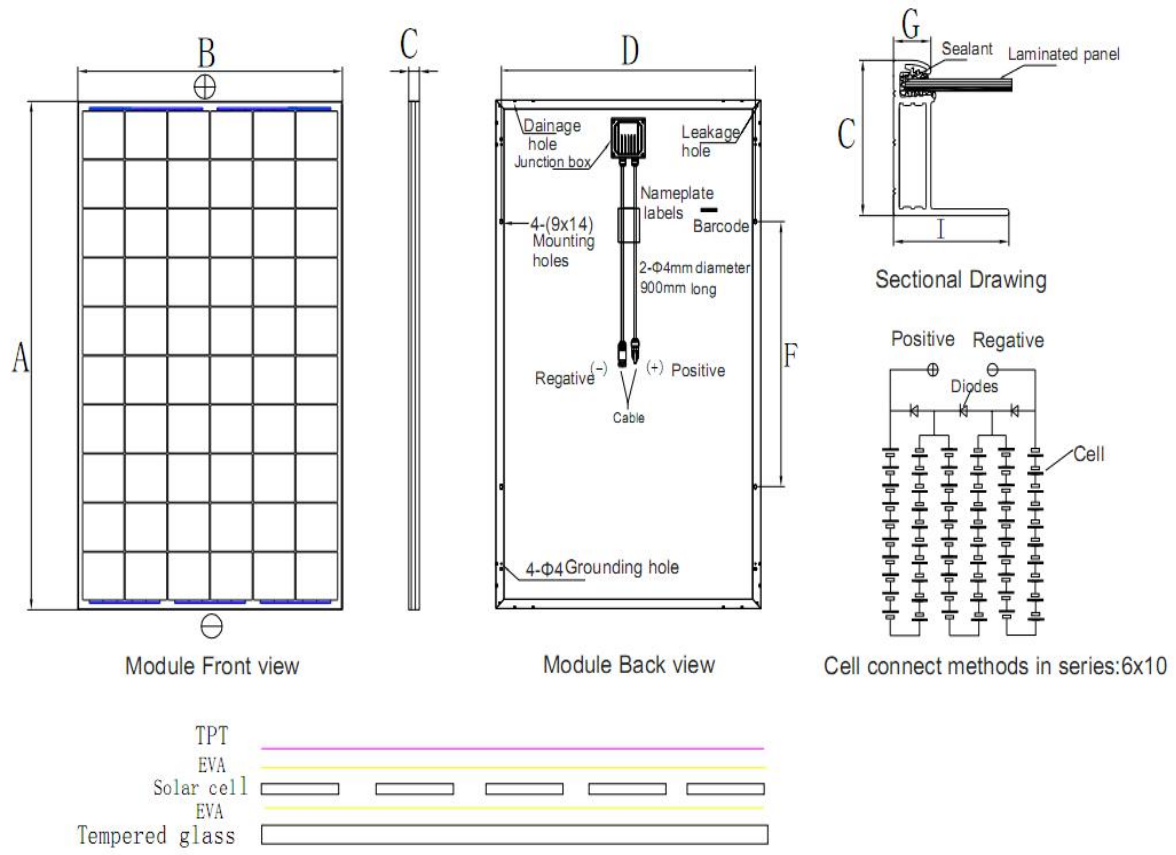 B
⊕
A
⊖
Module Front view
C
D
Dainage
hole
Junction box
Leakage
hole
Nameplate
labels
Barcode
4-(9x14)
Mounting
holes
2-Φ4mm diameter
900mm long
F
Regative
(-)
(+) Positive
Cable
4-Φ4 Grounding hole
Module Back view
G
Sealant
Laminated panel
C
I
Sectional Drawing
Positive Regative
Diodes
Cell
Cell connect methods in series:6x10
TPT
EVA
Solar cell
EVA
Tempered glass